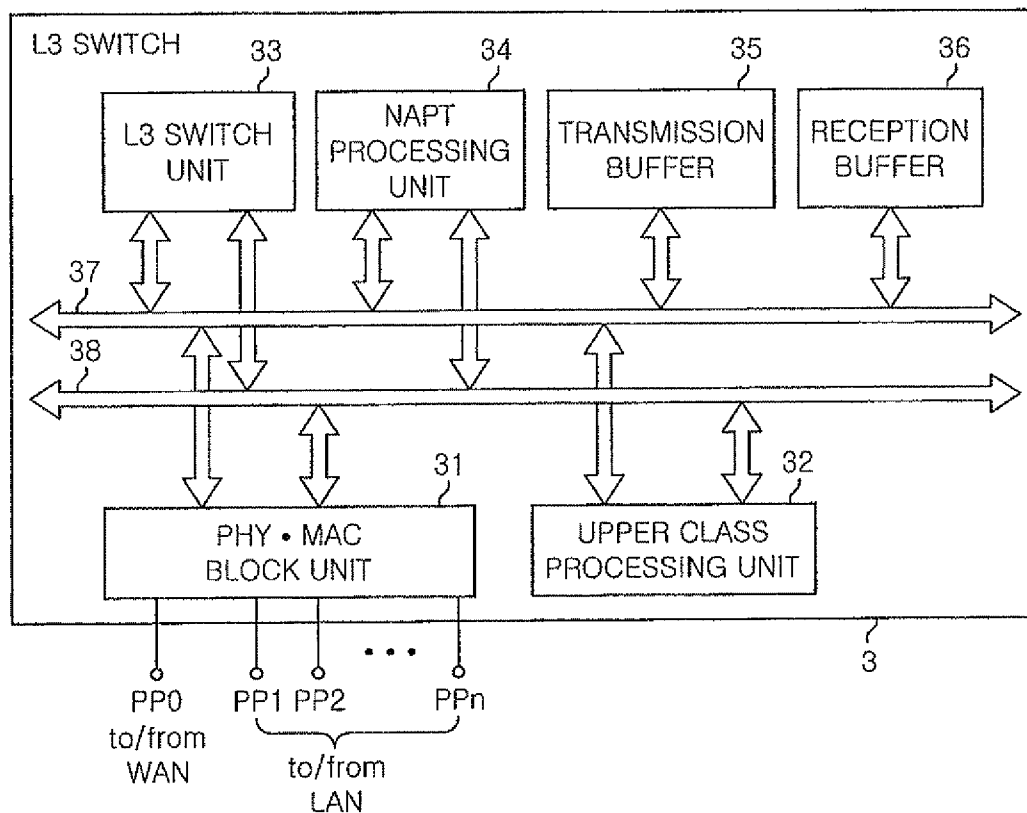 L3 SWITCH
33
34
35
36
L3 SWITCH
UNIT
NAPT
PROCESSING
UNIT
TRANSMISSION
BUFFER
RECEPTION
BUFFER
37
38
31
32
PHY • MAC
BLOCK UNIT
UPPER CLASS
PROCESSING UNIT
3
PP0
PP1
PP2
• • •
PPn
to/from
WAN
to/from
LAN